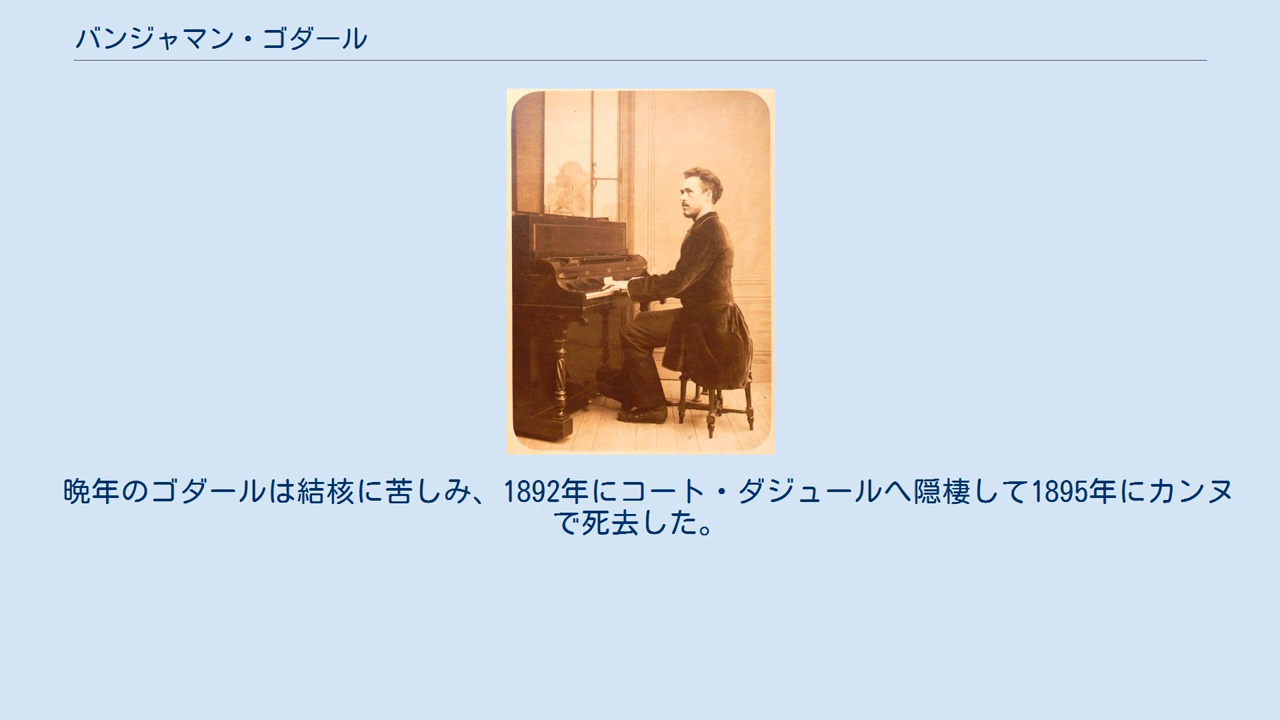 バンジャマン・ゴダール
晩年のゴダールは結核に苦しみ、1892年にコート・ダジュールへ隠棲して1895年にカンヌ
で死去した。